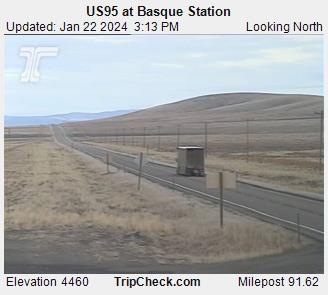 US95 at Basque Station
Updated: Jan 22 2024 3:13 PM Looking North
Elevation 4460 TripCheck.com Milepost 91.62